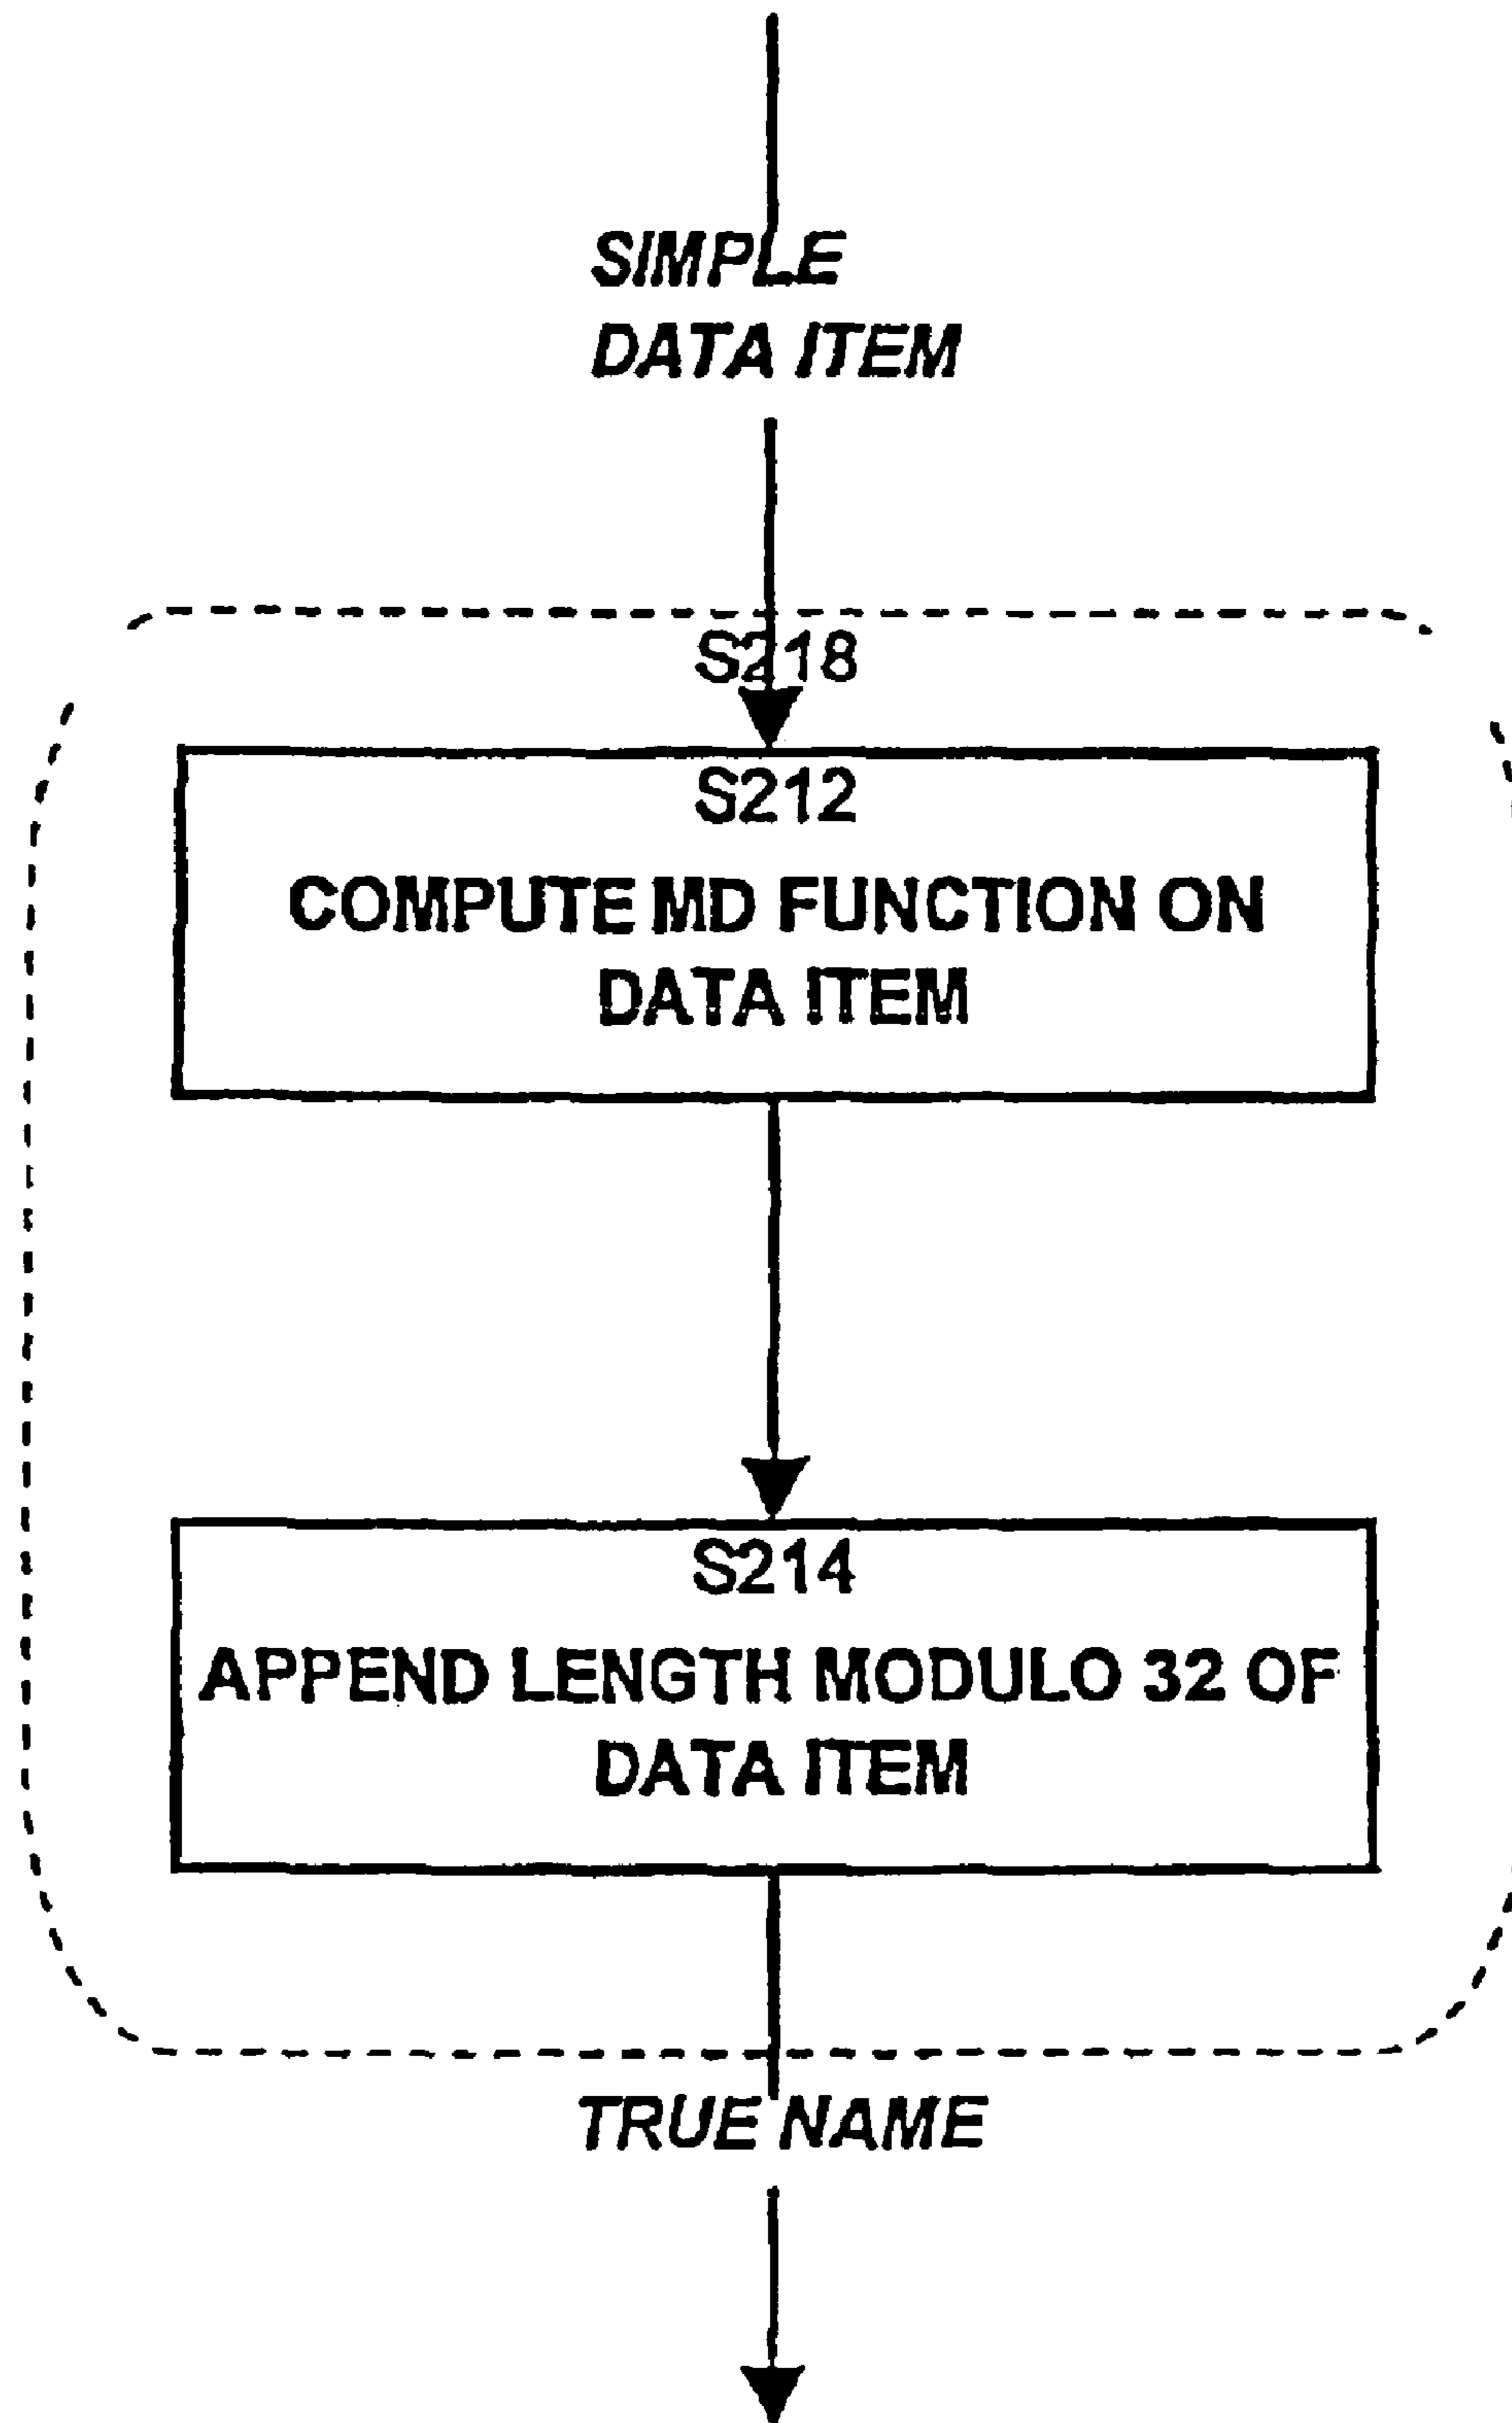 SIMPLE
DATA ITEM
S218
S212
COMPUTE MD FUNCTION ON
DATA ITEM
S214
APPEND LENGTH MODULO 32 OF
DATA ITEM
TRUE NAME